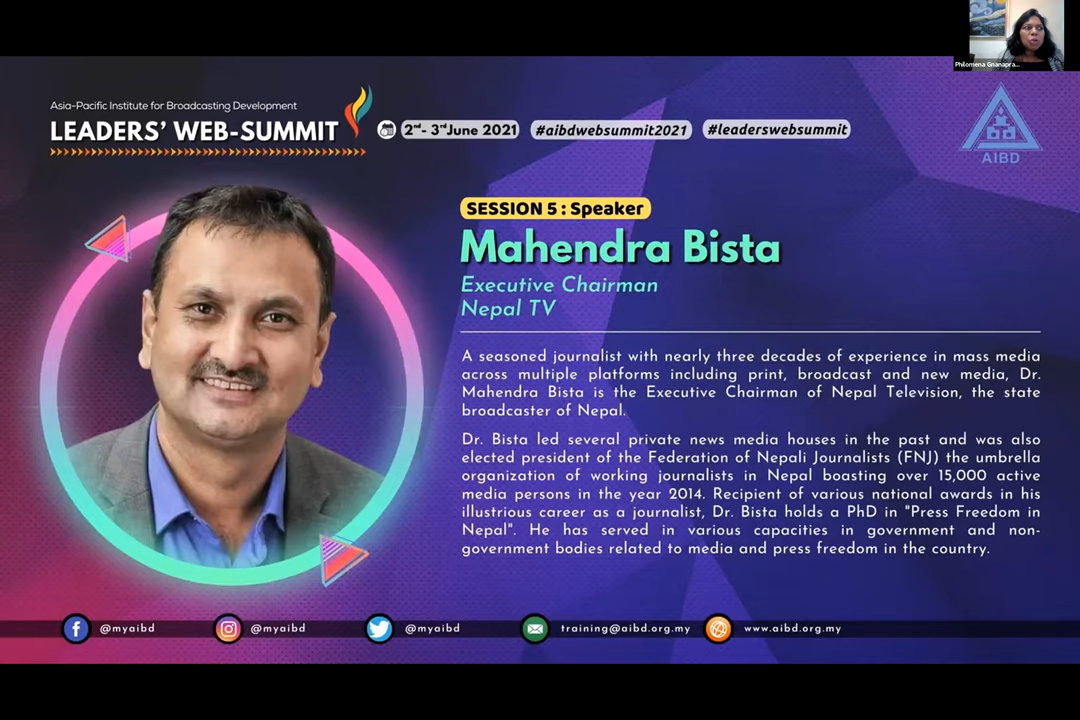 Philomena Gnanapra...
Asia-Pacific Institute for Broadcasting Development
LEADERS' WEB-SUMMIT
2nd- 3rd June 2021
#aibdwebsummit2021
#leaderswebsummit
AIBD
SESSION 5 : Speaker
Mahendra Bista
Executive Chairman
Nepal TV
A seasoned journalist with nearly three decades of experience in mass media
across multiple platforms including print, broadcast and new media, Dr.
Mahendra Bista is the Executive Chairman of Nepal Television, the state
broadcaster of Nepal.
Dr. Bista led several private news media houses in the past and was also
elected president of the Federation of Nepali Journalists (FNJ) the umbrella
organization of working journalists in Nepal boasting over 15,000 active
media persons in the year 2014. Recipient of various national awards in his
illustrious career as a journalist, Dr. Bista holds a PhD in "Press Freedom in
Nepal". He has served in various capacities in government and non-
government bodies related to media and press freedom in the country.
@myaibd
@myaibd
@myaibd
training@aibd.org.my
www.aibd.org.my